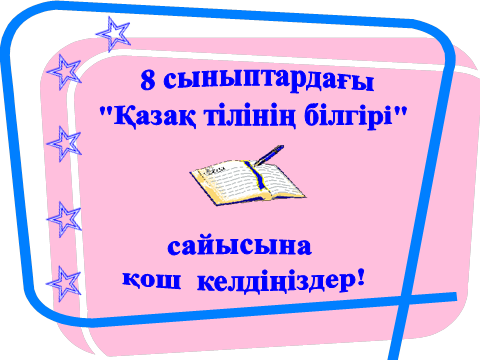 8 сыныптардағы
"Қазақ тілінің білгірі"
сайысына
қош келдіңіздер!